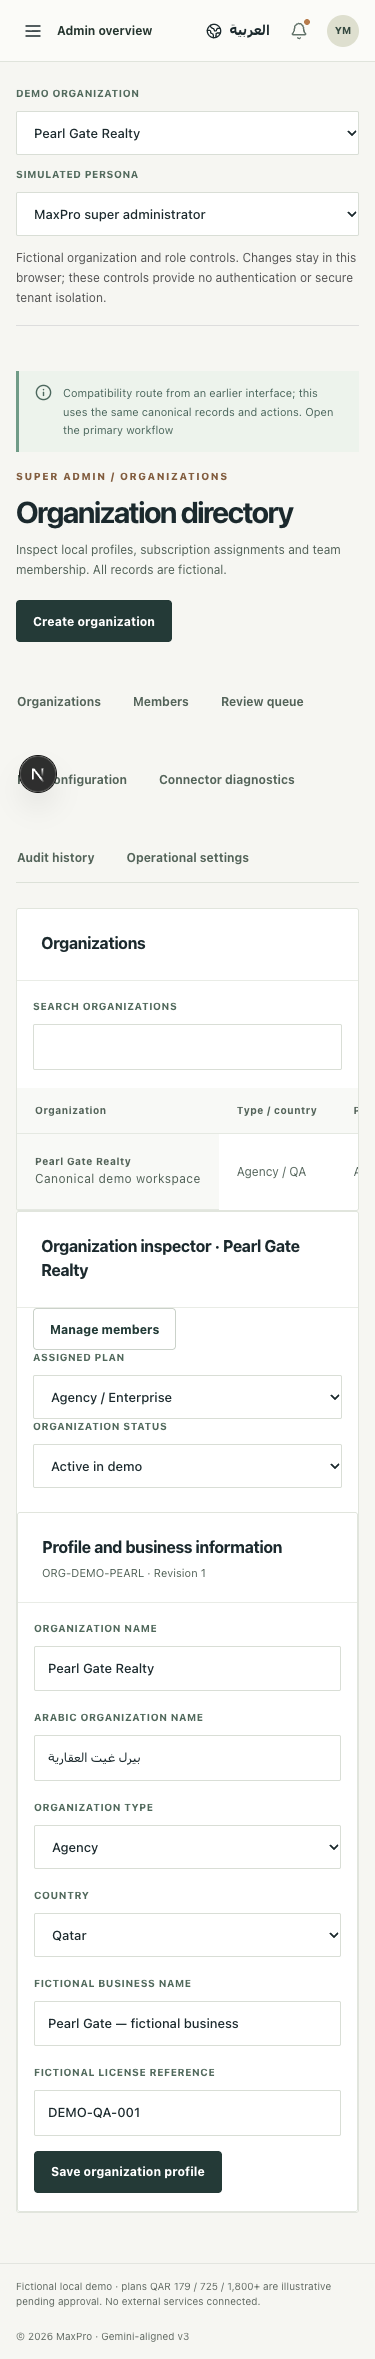 Admin overview
العربية
YM
DEMO ORGANIZATION
Pearl Gate Realty
SIMULATED PERSONA
MaxPro super administrator
Fictional organization and role controls. Changes stay in this
browser; these controls provide no authentication or secure
tenant isolation.
Compatibility route from an earlier interface; this
uses the same canonical records and actions. Open
the primary workflow
SUPER ADMIN / ORGANIZATIONS
Organization directory
Inspect local profiles, subscription assignments and team
membership. All records are fictional.
Create organization
Organizations Members Review queue
N
onfiguration Connector diagnostics
Audit history Operational settings
Organizations
SEARCH ORGANIZATIONS
Organization Type / country
Pearl Gate Realty
Canonical demo workspace
Agency / QA
Organization inspector · Pearl Gate
Realty
Manage members
ASSIGNED PLAN
Agency / Enterprise
ORGANIZATION STATUS
Active in demo
Profile and business information
ORG-DEMO-PEARL · Revision 1
ORGANIZATION NAME
Pearl Gate Realty
ARABIC ORGANIZATION NAME
بيرل غيت العقارية
ORGANIZATION TYPE
Agency
COUNTRY
Qatar
FICTIONAL BUSINESS NAME
Pearl Gate — fictional business
FICTIONAL LICENSE REFERENCE
DEMO-QA-001
Save organization profile
Fictional local demo · plans QAR 179 / 725 / 1,800+ are illustrative
pending approval. No external services connected.
© 2026 MaxPro · Gemini-aligned v3